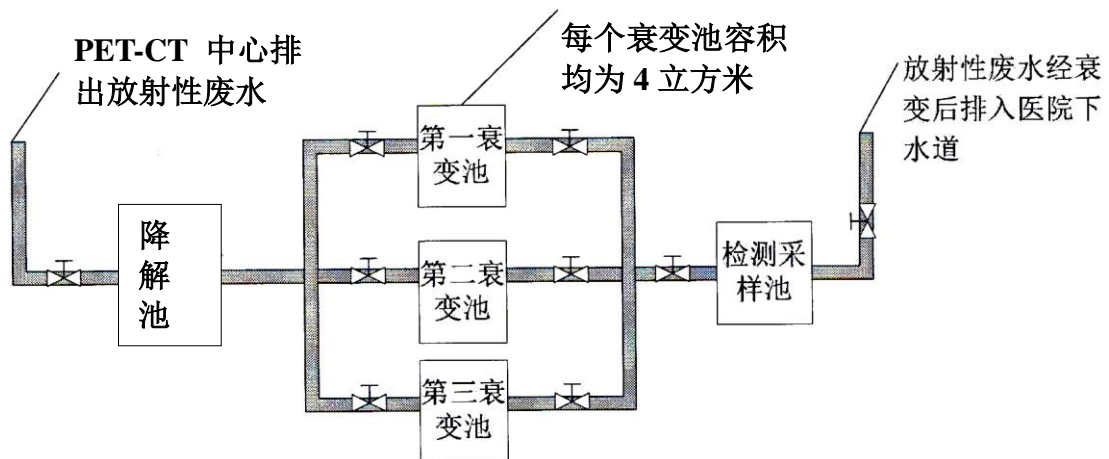 PET-CT 中心排
出放射性废水
每个衰变池容积
均为 4 立方米
放射性废水经衰
变后排入医院下
水道
降
解
池
第一衰
变池
第二衰
变池
第三衰
变池
检测采
样池